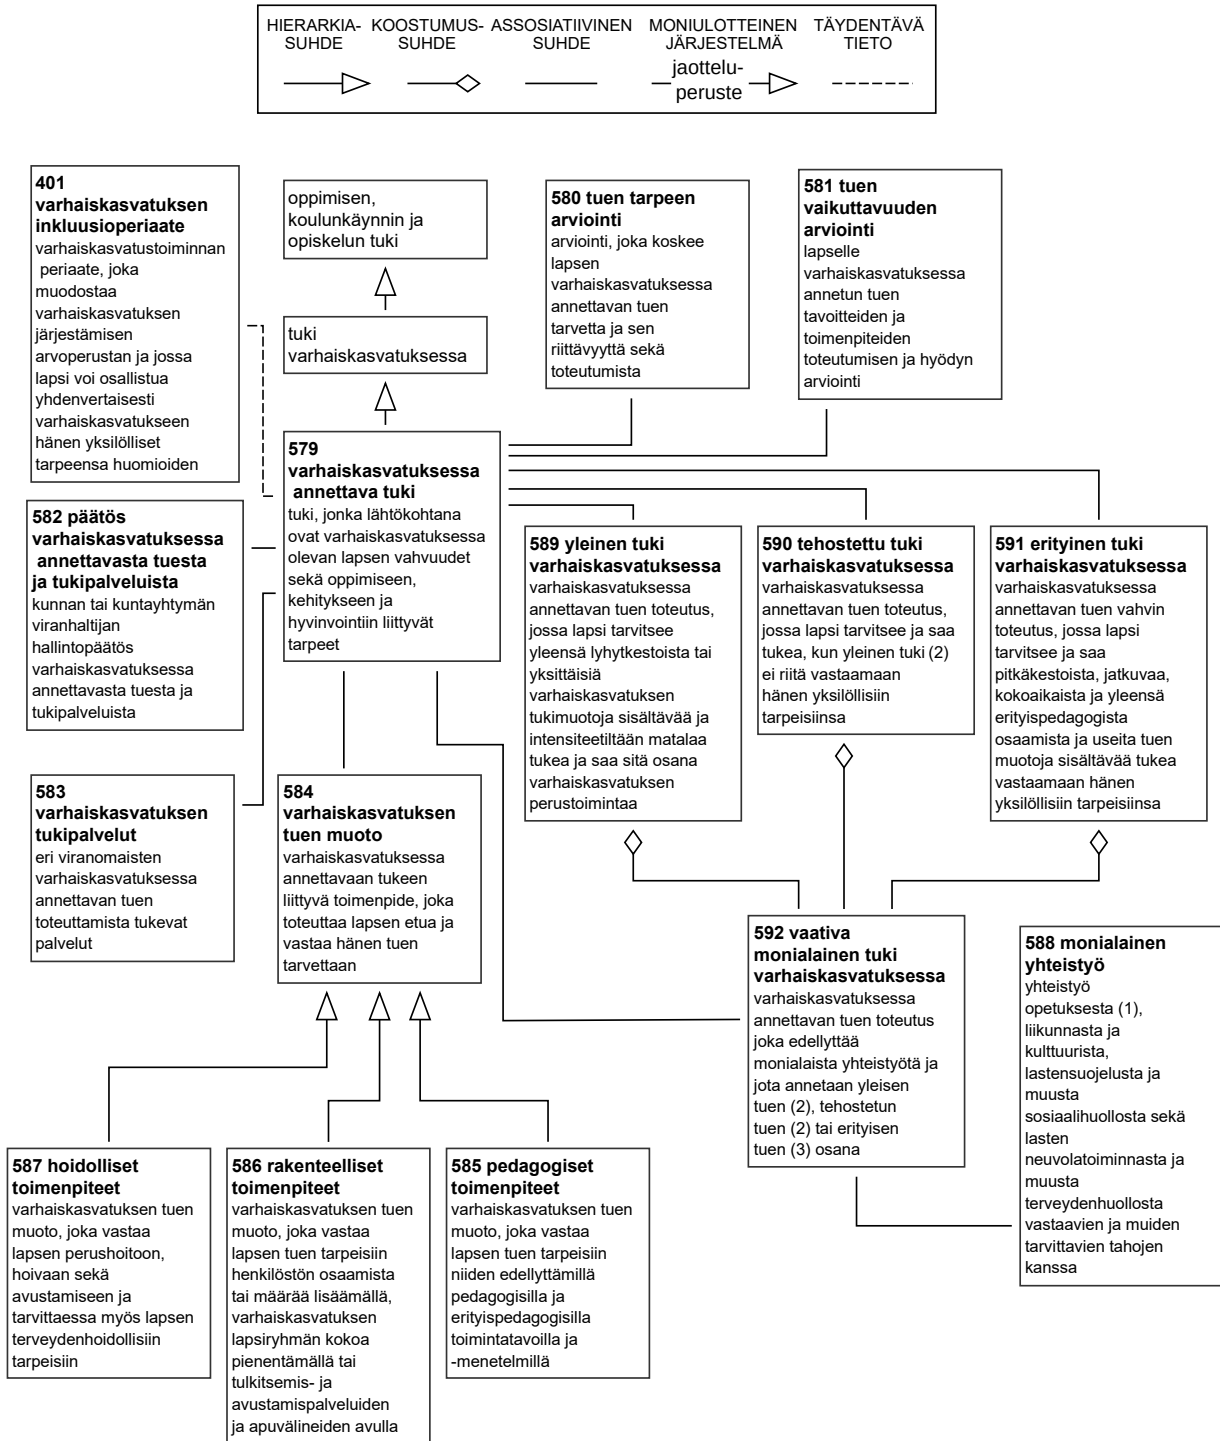 HIERARKIA-
SUHDE
KOOSTUMUS-
SUHDE
ASSOSIATIIVINEN
SUHDE
MONIULOTTEINEN
JÄRJESTELMÄ
jaottelu-
peruste
TÄYDENTÄVÄ
TIETO
401
varhaiskasvatuksen
inkluusioperiaate
varhaiskasvatustoiminnan
periaate, joka
muodostaa
varhaiskasvatuksen
järjestämisen
arvoperustan ja jossa
lapsi voi osallistua
yhdenvertaisesti
varhaiskasvatukseen
hänen yksilölliset
tarpeensa huomioiden
oppimisen,
koulunkäynnin ja
opiskelun tuki
tuki
varhaiskasvatuksessa
580 tuen tarpeen
arviointi
arviointi, joka koskee
lapsen
varhaiskasvatuksessa
annettavan tuen
tarvetta ja sen
riittävyyttä sekä
toteutumista
581 tuen
vaikuttavuuden
arviointi
lapselle
varhaiskasvatuksessa
annetun tuen
tavoitteiden ja
toimenpiteiden
toteutumisen ja hyödyn
arviointi
579
varhaiskasvatuksessa
annettava tuki
tuki, jonka lähtökohtana
ovat varhaiskasvatuksessa
olevan lapsen vahvuudet
sekä oppimiseen,
kehitykseen ja
hyvinvointiin liittyvät
tarpeet
582 päätös
varhaiskasvatuksessa
annettavasta tuesta
ja tukipalveluista
kunnan tai kuntayhtymän
viranhaltijan
hallintopäätös
varhaiskasvatuksessa
annettavasta tuesta ja
tukipalveluista
589 yleinen tuki
varhaiskasvatuksessa
varhaiskasvatuksessa
annettavan tuen toteutus,
jossa lapsi tarvitsee
yleensä lyhytkestoista tai
yksittäisiä
varhaiskasvatuksen
tukimuotoja sisältävää ja
intensiteetiltään matalaa
tukea ja saa sitä osana
varhaiskasvatuksen
perustoimintaa
590 tehostettu tuki
varhaiskasvatuksessa
varhaiskasvatuksessa
annettavan tuen toteutus,
jossa lapsi tarvitsee ja saa
tukea, kun yleinen tuki (2)
ei riitä vastaamaan
hänen yksilöllisiin
tarpeisiinsa
591 erityinen tuki
varhaiskasvatuksessa
varhaiskasvatuksessa
annettavan tuen vahvin
toteutus, jossa lapsi
tarvitsee ja saa
pitkäkestoista, jatkuvaa,
kokoaikaista ja yleensä
erityispedagogista
osaamista ja useita tuen
muotoja sisältävää tukea
vastaamaan hänen
yksilöllisiin tarpeisiinsa
583
varhaiskasvatuksen
tukipalvelut
eri viranomaisten
varhaiskasvatuksessa
annettavan tuen
toteuttamista tukevat
palvelut
584
varhaiskasvatuksen
tuen muoto
varhaiskasvatuksessa
annettavaan tukeen
liittyvä toimenpide, joka
toteuttaa lapsen etua ja
vastaa hänen tuen
tarvettaan
592 vaativa
monialainen tuki
varhaiskasvatuksessa
varhaiskasvatuksessa
annettavan tuen toteutus
joka edellyttää
monialaista yhteistyötä ja
jota annetaan yleisen
tuen (2), tehostetun
tuen (2) tai erityisen
tuen (3) osana
588 monialainen
yhteistyö
yhteistyö
opetuksesta (1),
liikunnasta ja
kulttuurista,
lastensuojelusta ja
muusta
sosiaalihuollosta sekä
lasten
neuvolatoiminnasta ja
muusta
terveydenhuollosta
vastaavien ja muiden
tarvittavien tahojen
kanssa
587 hoidolliset
toimenpiteet
varhaiskasvatuksen tuen
muoto, joka vastaa
lapsen perushoitoon,
hoivaan sekä
avustamiseen ja
tarvittaessa myös lapsen
terveydenhoidollisiin
tarpeisiin
586 rakenteelliset
toimenpiteet
varhaiskasvatuksen tuen
muoto, joka vastaa
lapsen tuen tarpeisiin
henkilöstön osaamista
tai määrää lisäämällä,
varhaiskasvatuksen
lapsiryhmän kokoa
pienentämällä tai
tulkitsemis- ja
avustamispalveluiden
ja apuvälineiden avulla
585 pedagogiset
toimenpiteet
varhaiskasvatuksen tuen
muoto, joka vastaa
lapsen tuen tarpeisiin
niiden edellyttämillä
pedagogisilla ja
erityispedagogisilla
toimintatavoilla ja
-menetelmillä